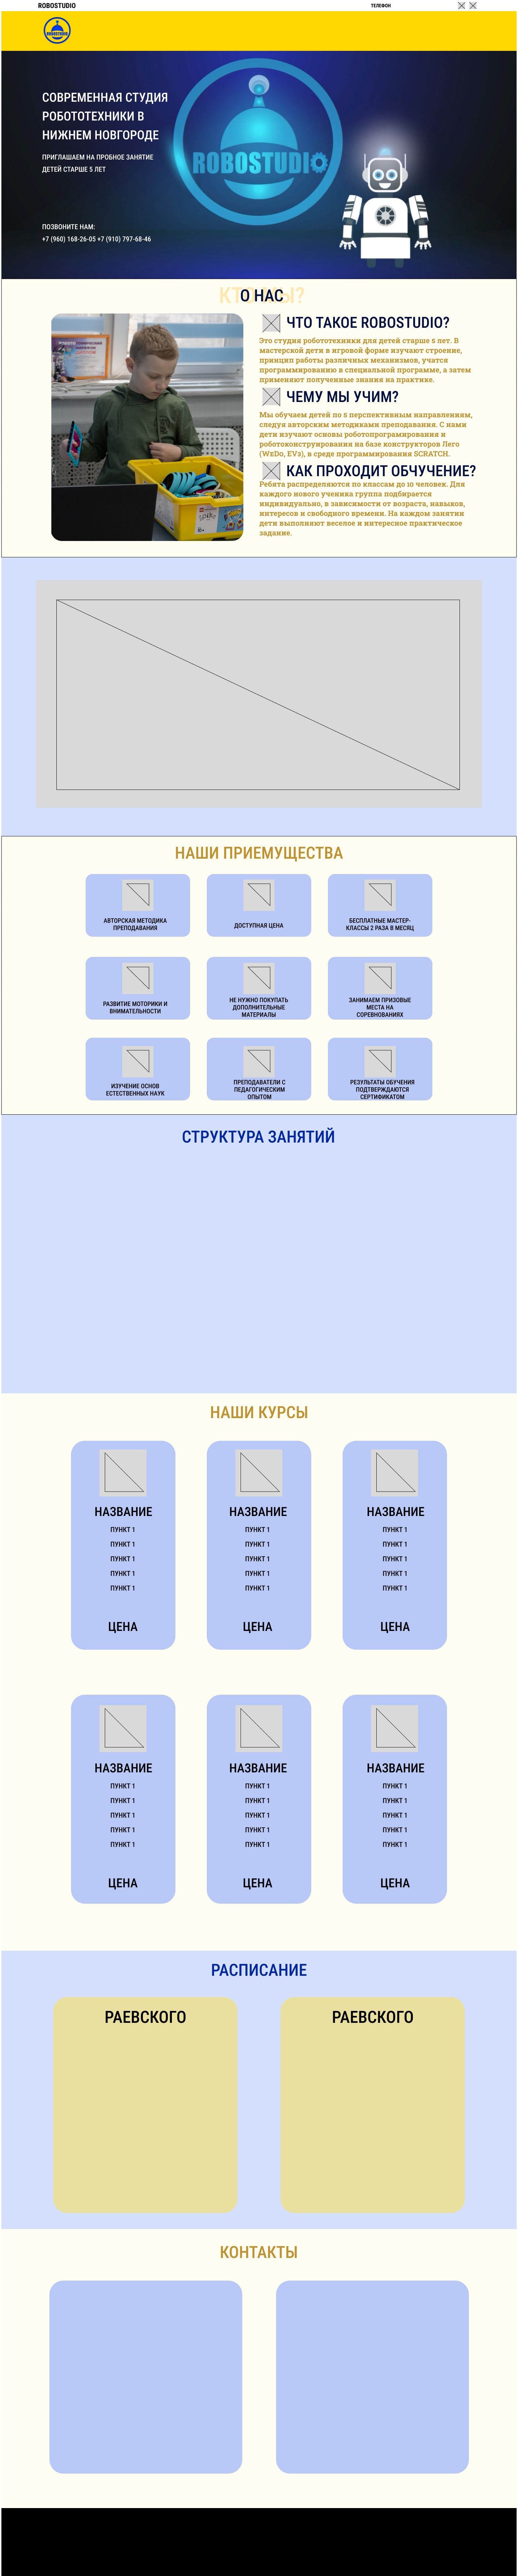 ROBOSTUDIO
ТЕЛЕФОН
ROBOSTUDIO
СОВРЕМЕННАЯ СТУДИЯ
РОБОТОТЕХНИКИ В
НИЖНЕМ НОВГОРОДЕ
ПРИГЛАШАЕМ НА ПРОБНОЕ ЗАНЯТИЕ
ДЕТЕЙ СТАРШЕ 5 ЛЕТ
ROBOSTUDIO
ПОЗВОНИТЕ НАМ:
+7 (960) 168-26-05 +7 (910) 797-68-46
КТО МЫ?
О НАС
ЧТО ТАКОЕ ROBOSTUDIO?
Это студия робототехники для детей старше 5 лет. В
мастерской дети в игровой форме изучают строение,
принцип работы различных механизмов, учатся
программированию в специальной программе, а затем
применяют полученные знания на практике.
ЧЕМУ МЫ УЧИМ?
Мы обучаем детей по 5 перспективным направлениям,
следуя авторским методиками преподавания. С нами
дети изучают основы роботопрограмирования и
робототоконструирования на базе конструкторов Лего
(WeDo, EV3), в среде программирования SCRATCH.
КАК ПРОХОДИТ ОБЧУЧЕНИЕ?
Ребята распределяются по классам до 10 человек. Для
каждого нового ученика группа подбирается
индивидуально, в зависимости от возраста, навыков,
интересов и свободного времени. На каждом занятии
дети выполняют веселое и интересное практическое
задание.
НАШИ ПРИЕМУЩЕСТВА
АВТОРСКАЯ МЕТОДИКА
ПРЕПОДАВАНИЯ
ДОСТУПНАЯ ЦЕНА
БЕСПЛАТНЫЕ МАСТЕР-
КЛАССЫ 2 РАЗА В МЕСЯЦ
РАЗВИТИЕ МОТОРИКИ И
ВНИМАТЕЛЬНОСТИ
НЕ НУЖНО ПОКУПАТЬ
ДОПОЛНИТЕЛЬНЫЕ
МАТЕРИАЛЫ
ЗАНИМАЕМ ПРИЗОВЫЕ
МЕСТА НА
СОРЕВНОВАНИЯХ
ИЗУЧЕНИЕ ОСНОВ
ЕСТЕСТВЕННЫХ НАУК
ПРЕПОДАВАТЕЛИ С
ПЕДАГОГИЧЕСКИМ
ОПЫТОМ
РЕЗУЛЬТАТЫ ОБУЧЕНИЯ
ПОДТВЕРЖДАЮТСЯ
СЕРТИФИКАТОМ
СТРУКТУРА ЗАНЯТИЙ
НАШИ КУРСЫ
НАЗВАНИЕ
ПУНКТ 1
ПУНКТ 1
ПУНКТ 1
ПУНКТ 1
ПУНКТ 1
ЦЕНА
НАЗВАНИЕ
ПУНКТ 1
ПУНКТ 1
ПУНКТ 1
ПУНКТ 1
ПУНКТ 1
ЦЕНА
НАЗВАНИЕ
ПУНКТ 1
ПУНКТ 1
ПУНКТ 1
ПУНКТ 1
ПУНКТ 1
ЦЕНА
НАЗВАНИЕ
ПУНКТ 1
ПУНКТ 1
ПУНКТ 1
ПУНКТ 1
ПУНКТ 1
ЦЕНА
НАЗВАНИЕ
ПУНКТ 1
ПУНКТ 1
ПУНКТ 1
ПУНКТ 1
ПУНКТ 1
ЦЕНА
НАЗВАНИЕ
ПУНКТ 1
ПУНКТ 1
ПУНКТ 1
ПУНКТ 1
ПУНКТ 1
ЦЕНА
РАСПИСАНИЕ
РАЕВСКОГО
РАЕВСКОГО
КОНТАКТЫ